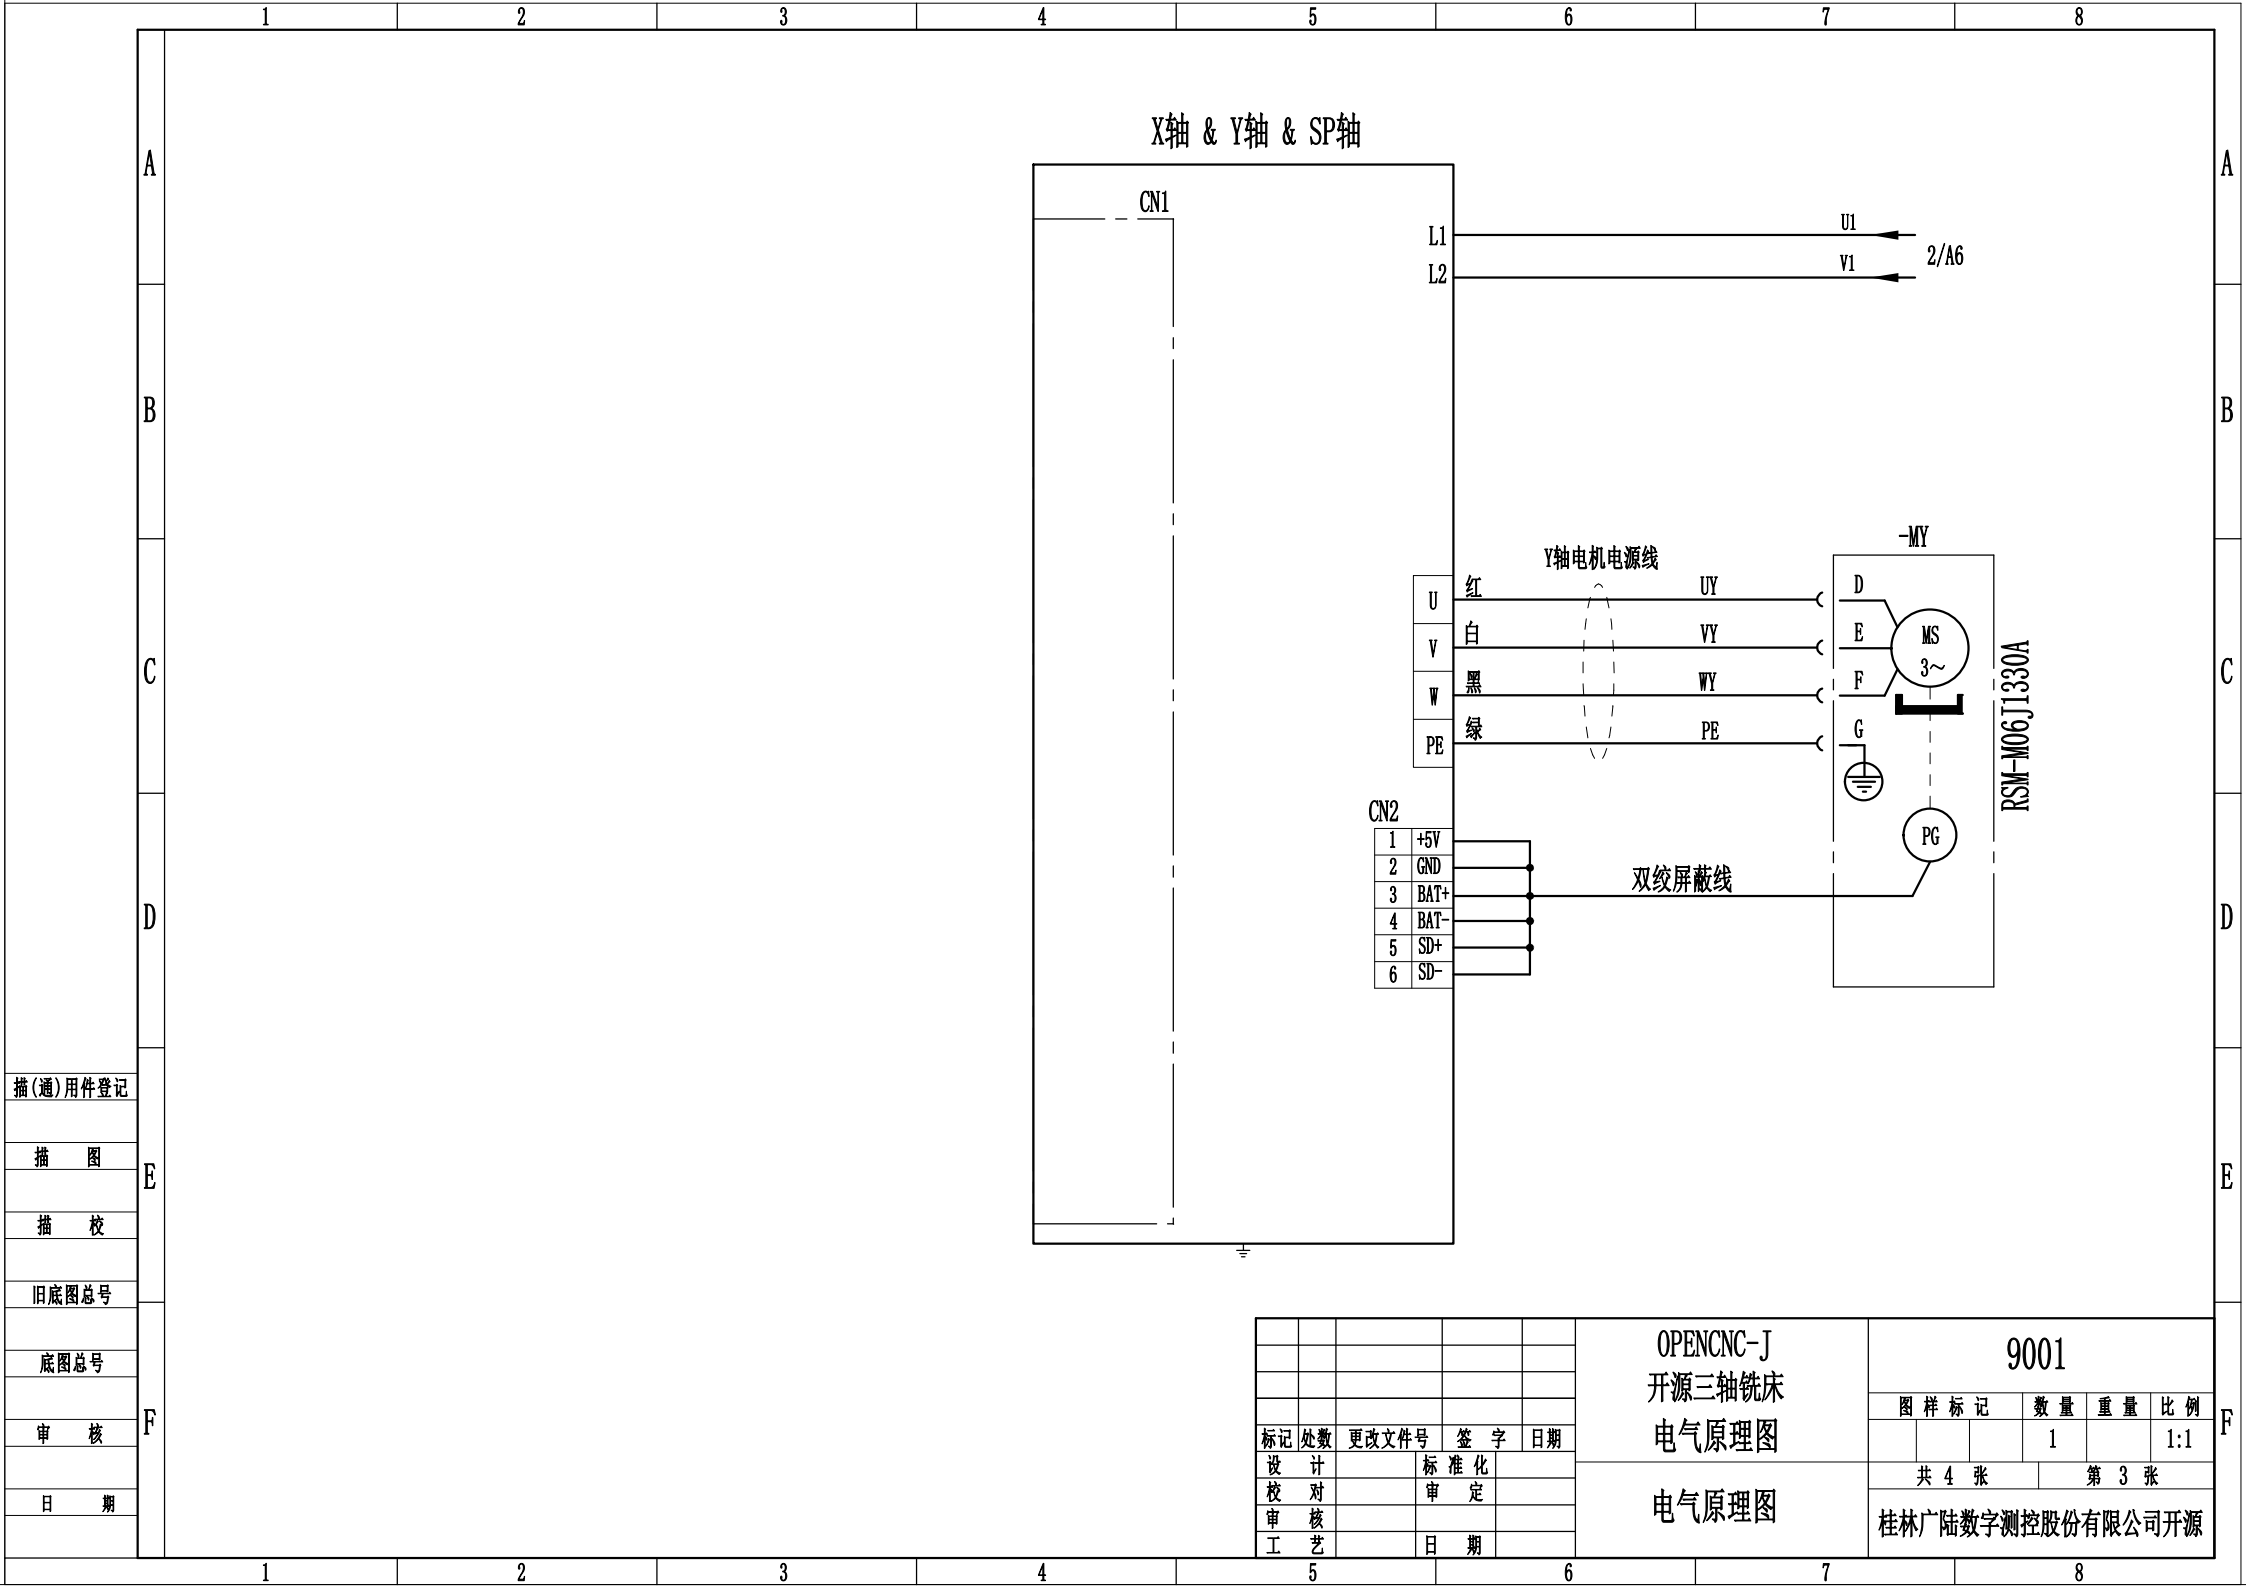 1 2 3 4 5 6 7 8
X轴 & Y轴 & SP轴
A A
CN1
L1 U1
2/A6
L2 V1
B B
-MY
Y轴电机电源线
U 红 UY D
V 白 VY E MS
3~
W 黑 WY F
PE 绿 PE G
RSM-M06J1330A
C C
CN2
1 +5V
2 GND
3 BAT+
4 BAT-
5 SD+
6 SD-
双绞屏蔽线
PG
D D
描(通)用件登记
描 图
E E
描 校
旧底图总号
底图总号
审 核
日 期
F F
标记 处数 更改文件号 签 字 日期
设 计 标 准 化
校 对 审 定
审 核
工 艺 日 期
OPENCNC-J
开源三轴铣床
电气原理图
电气原理图
9001
图 样 标 记 数 量 重 量 比 例
1 1:1
共 4 张 第 3 张
桂林广陆数字测控股份有限公司开源
1 2 3 4 5 6 7 8